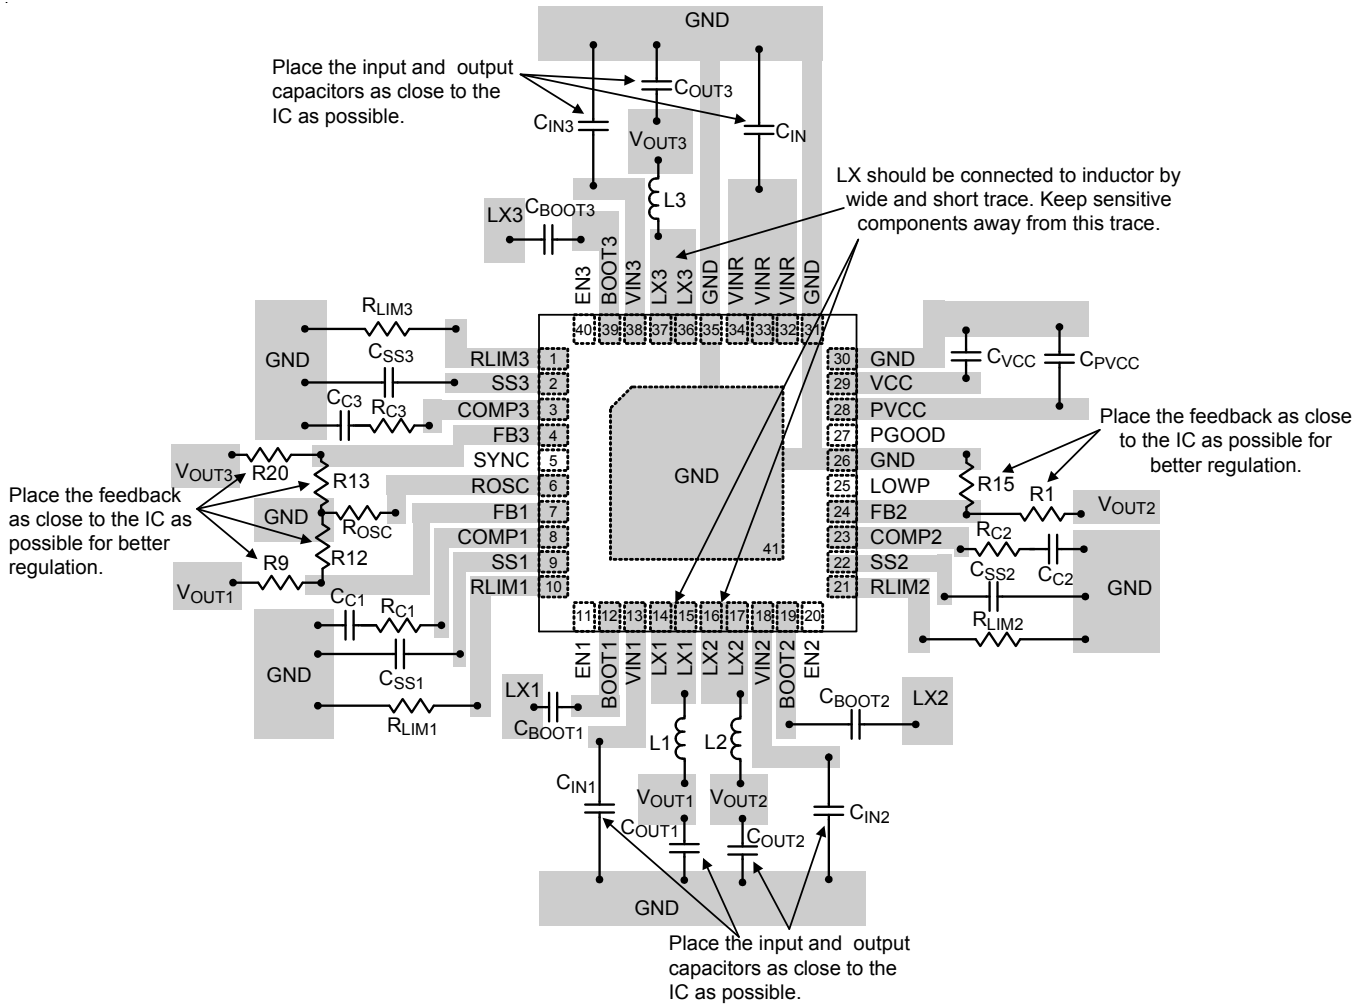 GND
Place the input and output
capacitors as close to the
IC as possible.
COUT3
CIN3
CIN
VOUT3
LX should be connected to inductor by
wide and short trace. Keep sensitive
components away from this trace.
L3
LX3
CBOOT3
EN3
BOOT3
VIN3
LX3
LX3
GND
VINR
VINR
VINR
GND
40
39
38
37
36
35
34
33
32
31
RLIM3
GND
CSS3
CC3
RC3
RLIM3
SS3
COMP3
FB3
SYNC
ROSC
FB1
COMP1
SS1
RLIM1
1
2
3
4
5
6
7
8
9
10
GND
41
30
29
28
27
26
25
24
23
22
21
GND
VCC
PVCC
PGOOD
GND
LOWP
FB2
COMP2
SS2
RLIM2
CVCC
CPVCC
Place the feedback as close
to the IC as possible for
better regulation.
R15
R1
VOUT2
RC2
CC2
CSS2
GND
RLIM2
VOUT3
R20
R13
Place the feedback
as close to the IC as
possible for better
regulation.
GND
ROSC
R12
R9
VOUT1
CC1
RC1
GND
CSS1
RLIM1
11
12
13
14
15
16
17
18
19
20
EN1
BOOT1
VIN1
LX1
LX1
LX2
LX2
VIN2
BOOT2
EN2
LX1
CBOOT1
CBOOT2
LX2
L1
L2
CIN1
VOUT1
VOUT2
CIN2
COUT1
COUT2
GND
Place the input and output
capacitors as close to the
IC as possible.